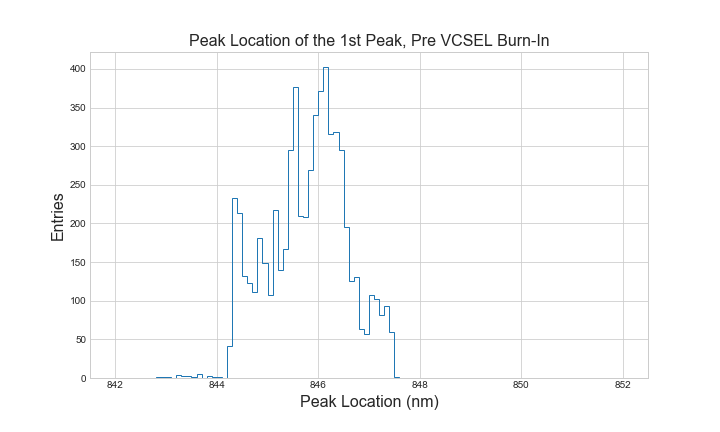 Peak Location of the 1st Peak, Pre VCSEL Burn-In
400
350
300
250
200
150
100
50
0
Entries
842 844 846 848 850 852
Peak Location (nm)